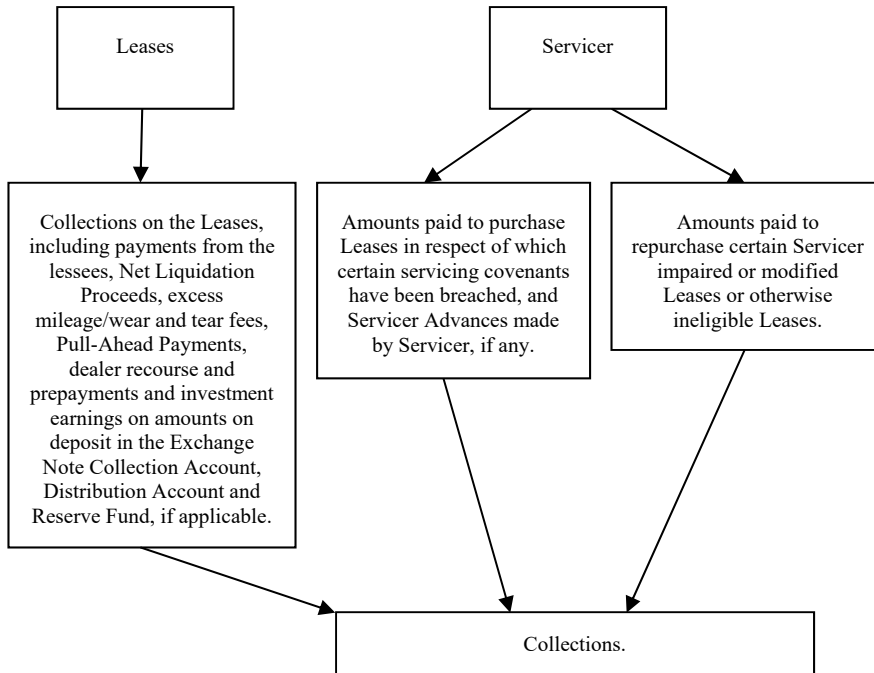 Leases
Servicer
Collections on the Leases,
including payments from the
lessees, Net Liquidation
Proceeds, excess
mileage/wear and tear fees,
Pull-Ahead Payments,
dealer recourse and
prepayments and investment
earnings on amounts on
deposit in the Exchange
Note Collection Account,
Distribution Account and
Reserve Fund, if applicable.
Amounts paid to purchase
Leases in respect of which
certain servicing covenants
have been breached, and
Servicer Advances made
by Servicer, if any.
Amounts paid to
repurchase certain Servicer
impaired or modified
Leases or otherwise
ineligible Leases.
Collections.